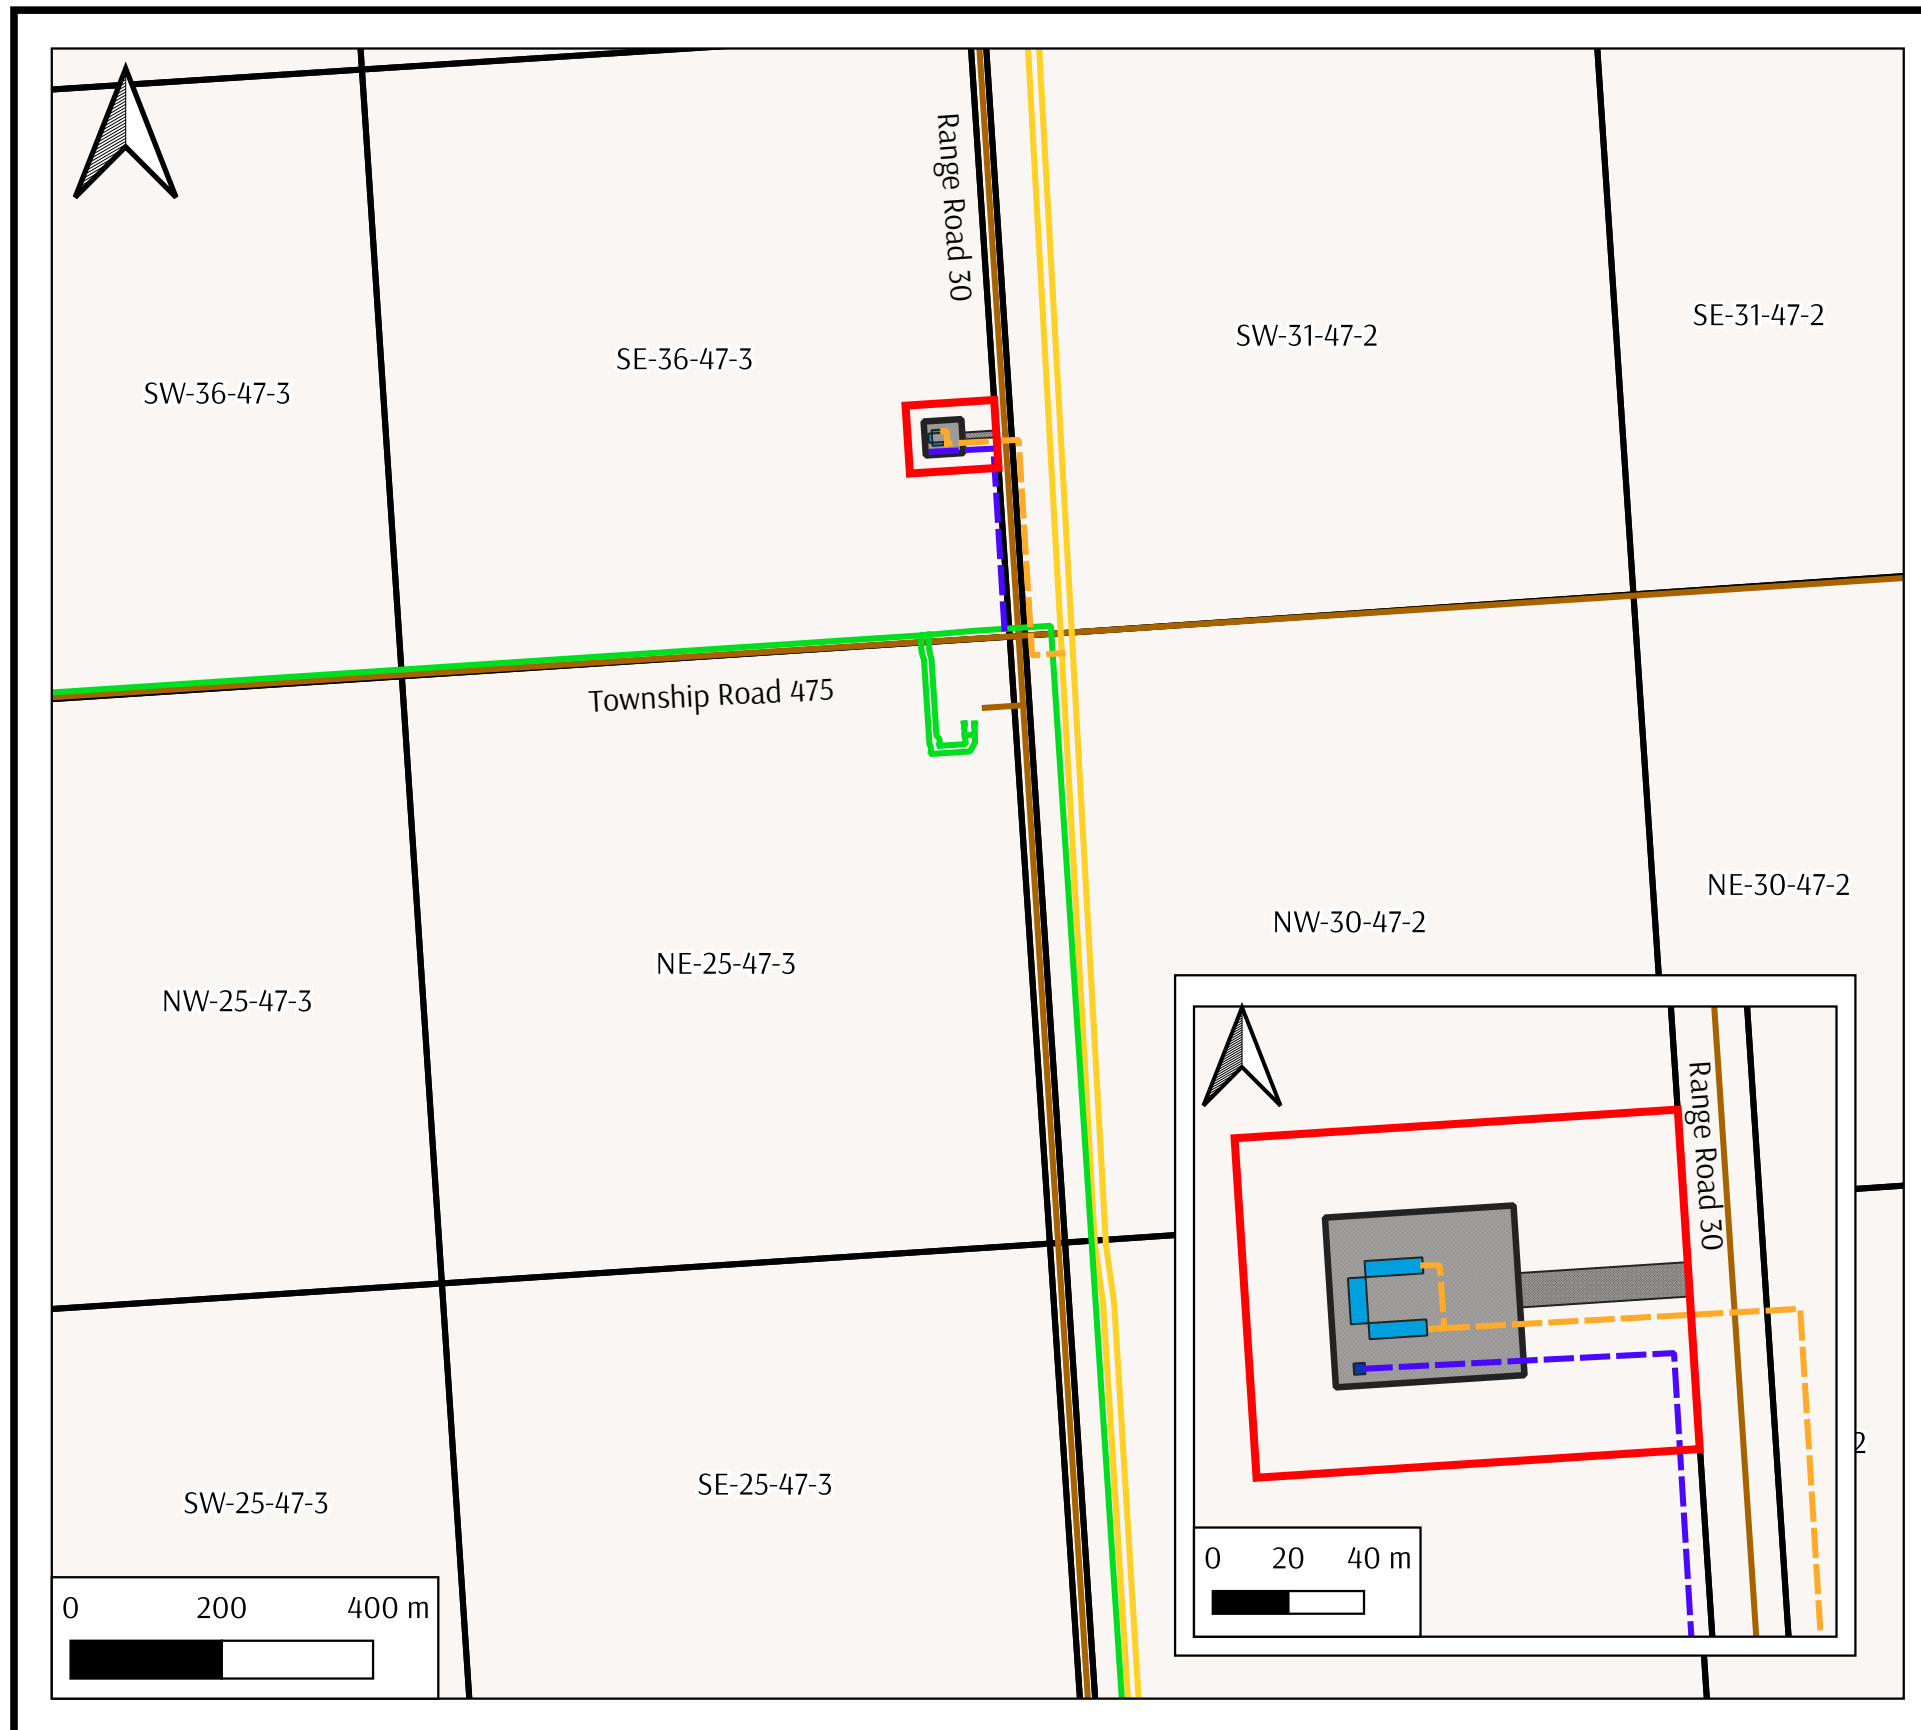 Range Road 30
SE-31-47-2
SW-31-47-2
SE-36-47-3
SW-36-47-3
Township Road 475
NE-30-47-2
NW-30-47-2
NE-25-47-3
NW-25-47-3
Range Road 30
2
SE-25-47-3
SW-25-47-3
0 20 40 m
0 200 400 m